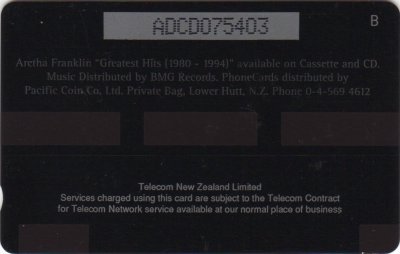 ADCD075403
B
Aretha Franklin "Greatest Hits (1980 - 1994)" available on Cassette and CD.
Music Distributed by BMG Records. PhoneCards distributed by
Pacific Coin Co, Ltd. Private Bag, Lower Hutt, N.Z. Phone 0-4-569 4612
Telecom New Zealand Limited
Services charged using this card are subject to the Telecom Contract
for Telecom Network service available at our normal place of business